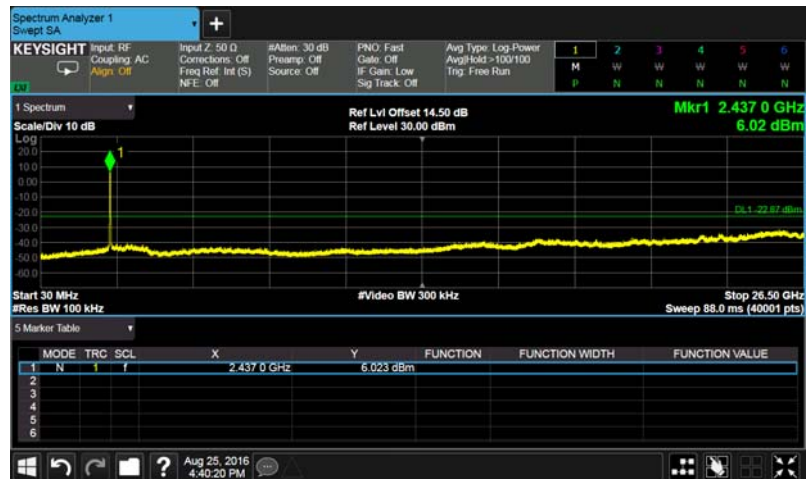 Spectrum Analyzer 1
Swept SA
KEYSIGHT Input: RF Input Z: 50 Ω #Atten: 30 dB PNO: Fast Avg Type: Log-Power 1 2 3 4 5 6
Coupling: AC Corrections: Off Preamp: Off Gate: Off Avg|Hold:>100/100 M W W W W W
Align: Off Freq Ref: Int (S) Source: Off IF Gain: Low Trig: Free Run
NFE: Off Sig Track: Off P N N N N N
LXI
1 Spectrum Ref Lvl Offset 14.50 dB Mkr1 2.437 0 GHz
Scale/Div 10 dB Ref Level 30.00 dBm 6.02 dBm
Log
20.0
1
10.0
0.00
-10.0
-20.0 DL1 -22.67 dBm
-30.0
-40.0
-50.0
-60.0
Start 30 MHz #Video BW 300 kHz Stop 26.50 GHz
#Res BW 100 kHz Sweep 88.0 ms (40001 pts)
5 Marker Table
MODE TRC SCL X Y FUNCTION FUNCTION WIDTH FUNCTION VALUE
1 N 1 f 2.437 0 GHz 6.023 dBm
2
3
4
5
6
? Aug 25, 2016
4:40:20 PM